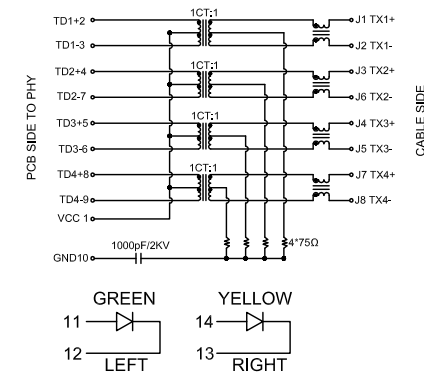 1CT:1
TD1+2 J1 TX1+
TD1-3 J2 TX1-
1CT:1
TD2+4 J3 TX2+
TD2-7 J6 TX2-
1CT:1
TD3+5 J4 TX3+
TD3-6 J5 TX3-
1CT:1
TD4+8 J7 TX4+
TD4-9 J8 TX4-
VCC 1
PCB SIDE TO PHY
CABLE SIDE
1000pF/2KV
4*75Ω
GND10
GREEN YELLOW
11 14
12 13
LEFT RIGHT